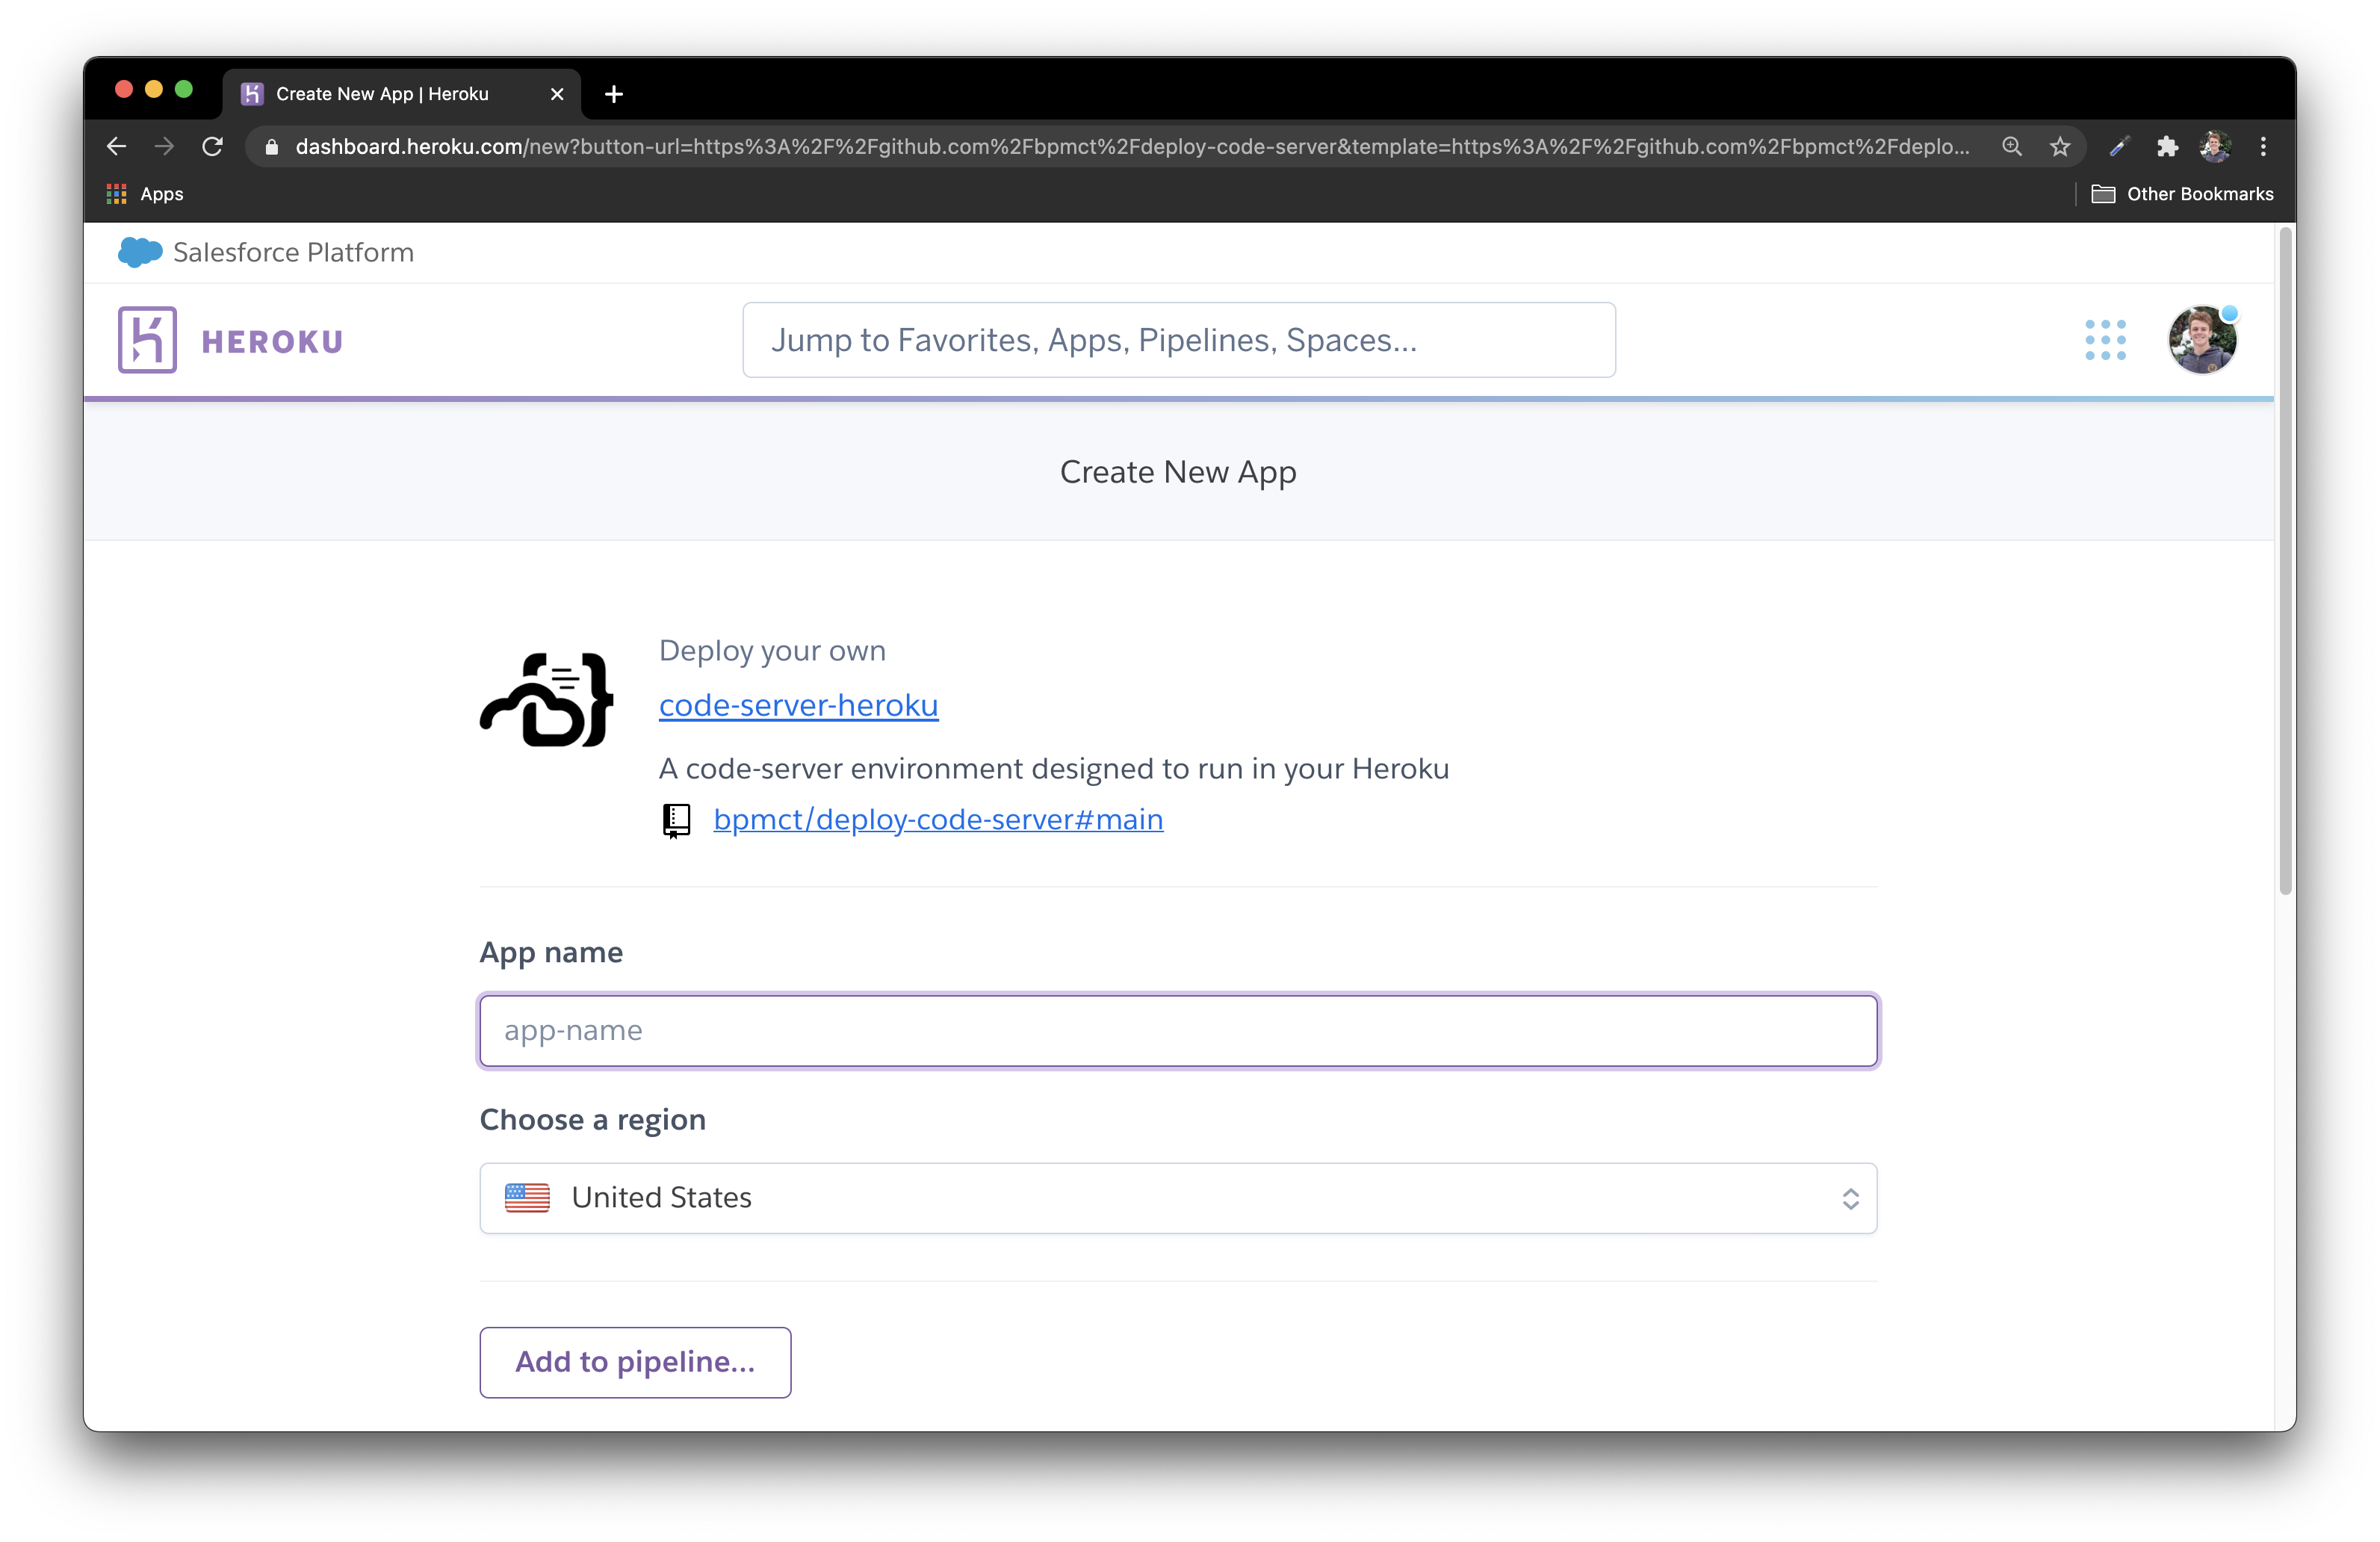 Create New App | Heroku
dashboard.heroku.com/new?button-url=https%3A%2F%2Fgithub.com%2Fbpmct%2Fdeploy-code-server&template=https%3A%2F%2Fgithub.com%2Fbpmct%2Fdeplo...
Apps
Other Bookmarks
Salesforce Platform
HEROKU
Jump to Favorites, Apps, Pipelines, Spaces...
Create New App
Deploy your own
code-server-heroku
A code-server environment designed to run in your Heroku
bpmct/deploy-code-server#main
App name
app-name
Choose a region
United States
Add to pipeline...